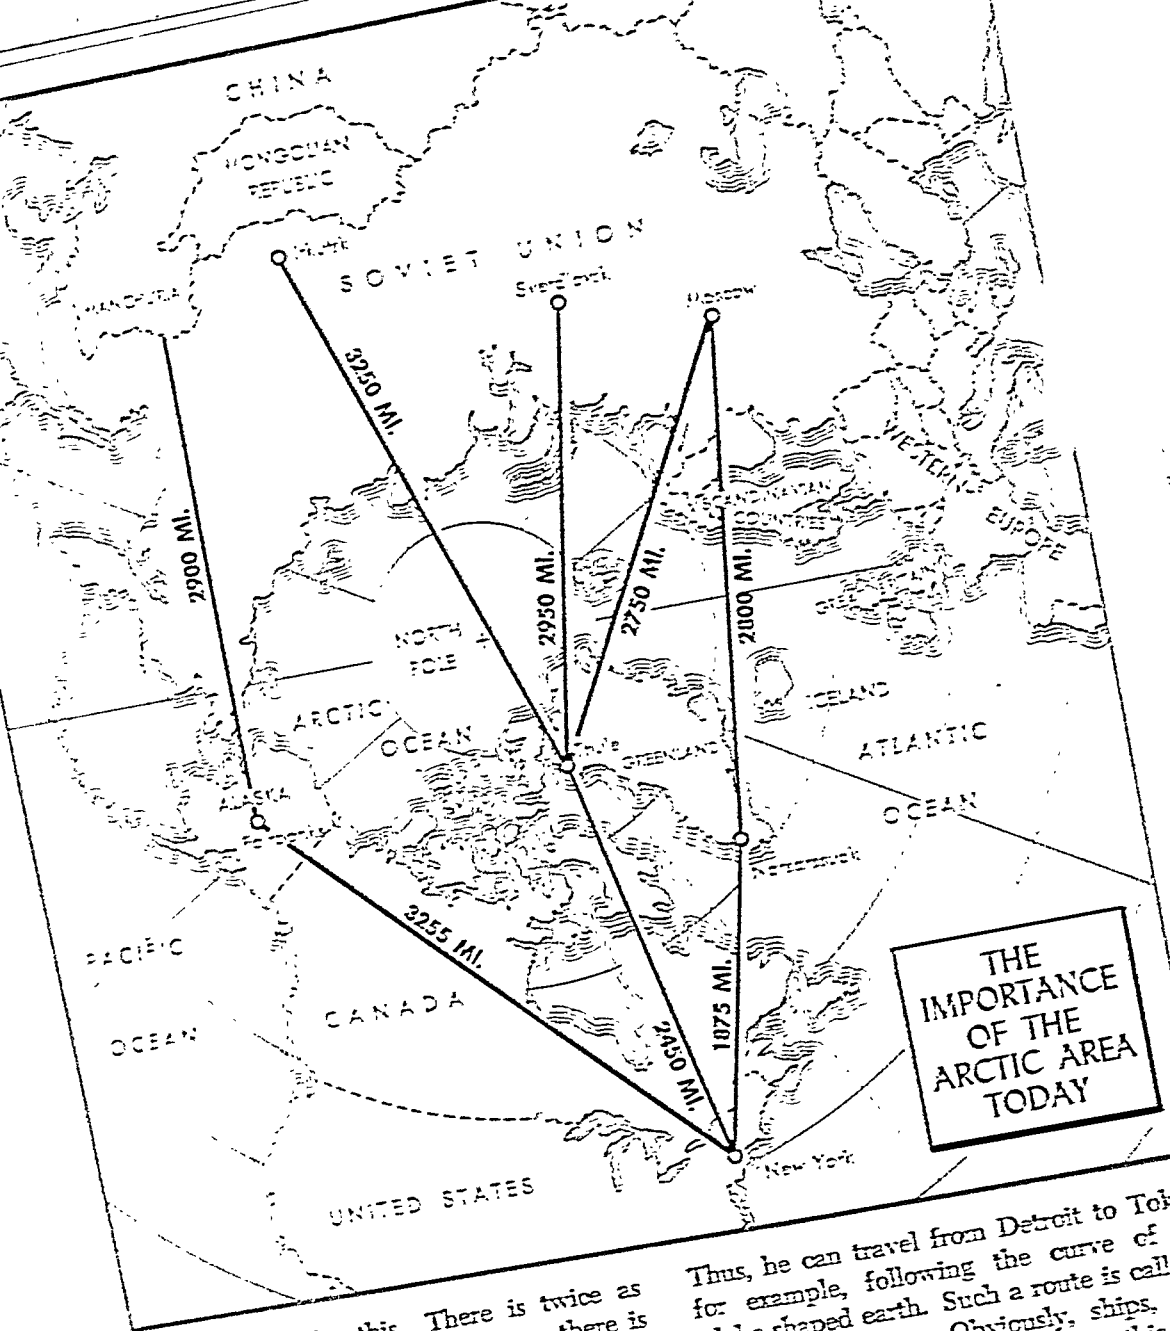 CHINA
MONGOLIAN
REPUBLIC
SOVIET UNION
Sverdlovsk
Moscow
MANCHURIA
3250 MI.
WESTERN
EUROPE
SCANDINAVIAN
COUNTRIES
2900 MI.
2950 MI.
2750 MI.
2800 MI.
NORTH
POLE
ARCTIC
OCEAN
ICELAND
GREENLAND
Thule
ATLANTIC
OCEAN
ALASKA
3255 MI.
PACIFIC
OCEAN
CANADA
2450 MI.
1875 MI.
THE
IMPORTANCE
OF THE
ARCTIC AREA
TODAY
New York
UNITED STATES
this. There is twice as
there is
Thus, he can travel from Detroit to
for example, following the curve of
shaped earth. Such a route is
Obviously, ships,